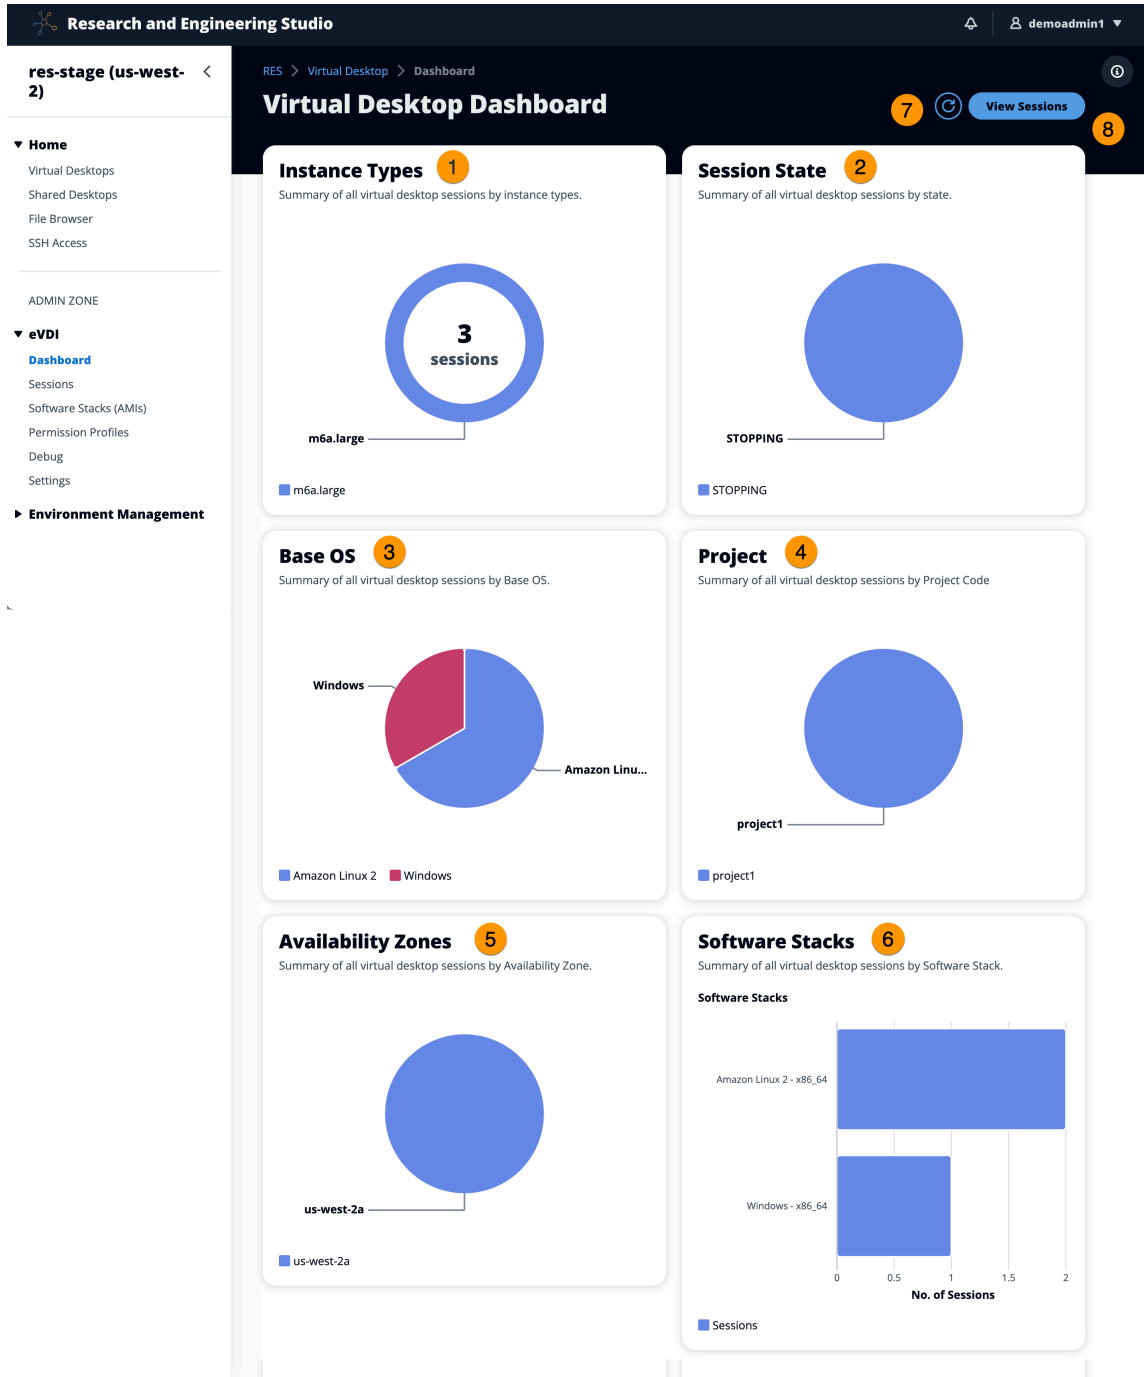 Research and Engineering Studio
demoadmin1
res-stage (us-west-
2)
Home
Virtual Desktops
Shared Desktops
File Browser
SSH Access
ADMIN ZONE
eVDI
Dashboard
Sessions
Software Stacks (AMIs)
Permission Profiles
Debug
Settings
Environment Management
RES > Virtual Desktop > Dashboard
Virtual Desktop Dashboard
7
View Sessions
8
Instance Types 1
Summary of all virtual desktop sessions by instance types.
3
sessions
m6a.large
m6a.large
Session State 2
Summary of all virtual desktop sessions by state.
STOPPING
STOPPING
Base OS 3
Summary of all virtual desktop sessions by Base OS.
Windows
Amazon Linu...
Amazon Linux 2 Windows
Project 4
Summary of all virtual desktop sessions by Project Code
project1
project1
Availability Zones 5
Summary of all virtual desktop sessions by Availability Zone.
us-west-2a
us-west-2a
Software Stacks 6
Summary of all virtual desktop sessions by Software Stack.
Software Stacks
Amazon Linux 2 - x86_64
Windows - x86_64
0 0.5 1 1.5 2
No. of Sessions
Sessions